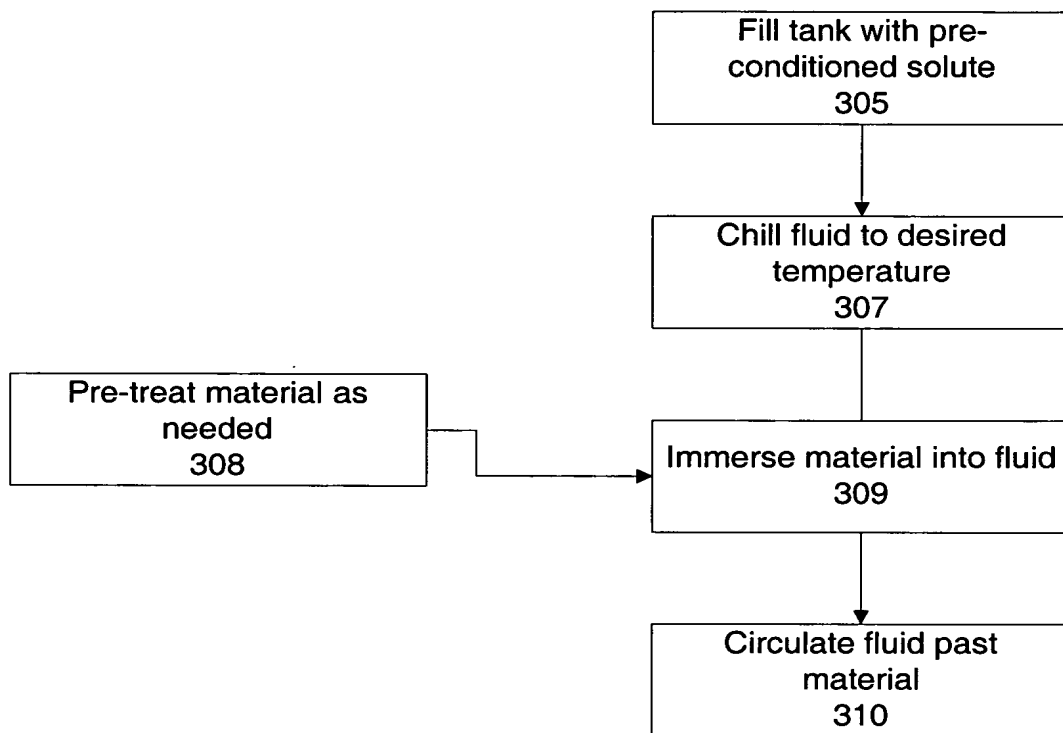 Fill tank with pre-
conditioned solute
305
Chill fluid to desired
temperature
307
Pre-treat material as
needed
308
Immerse material into fluid
309
Circulate fluid past
material
310